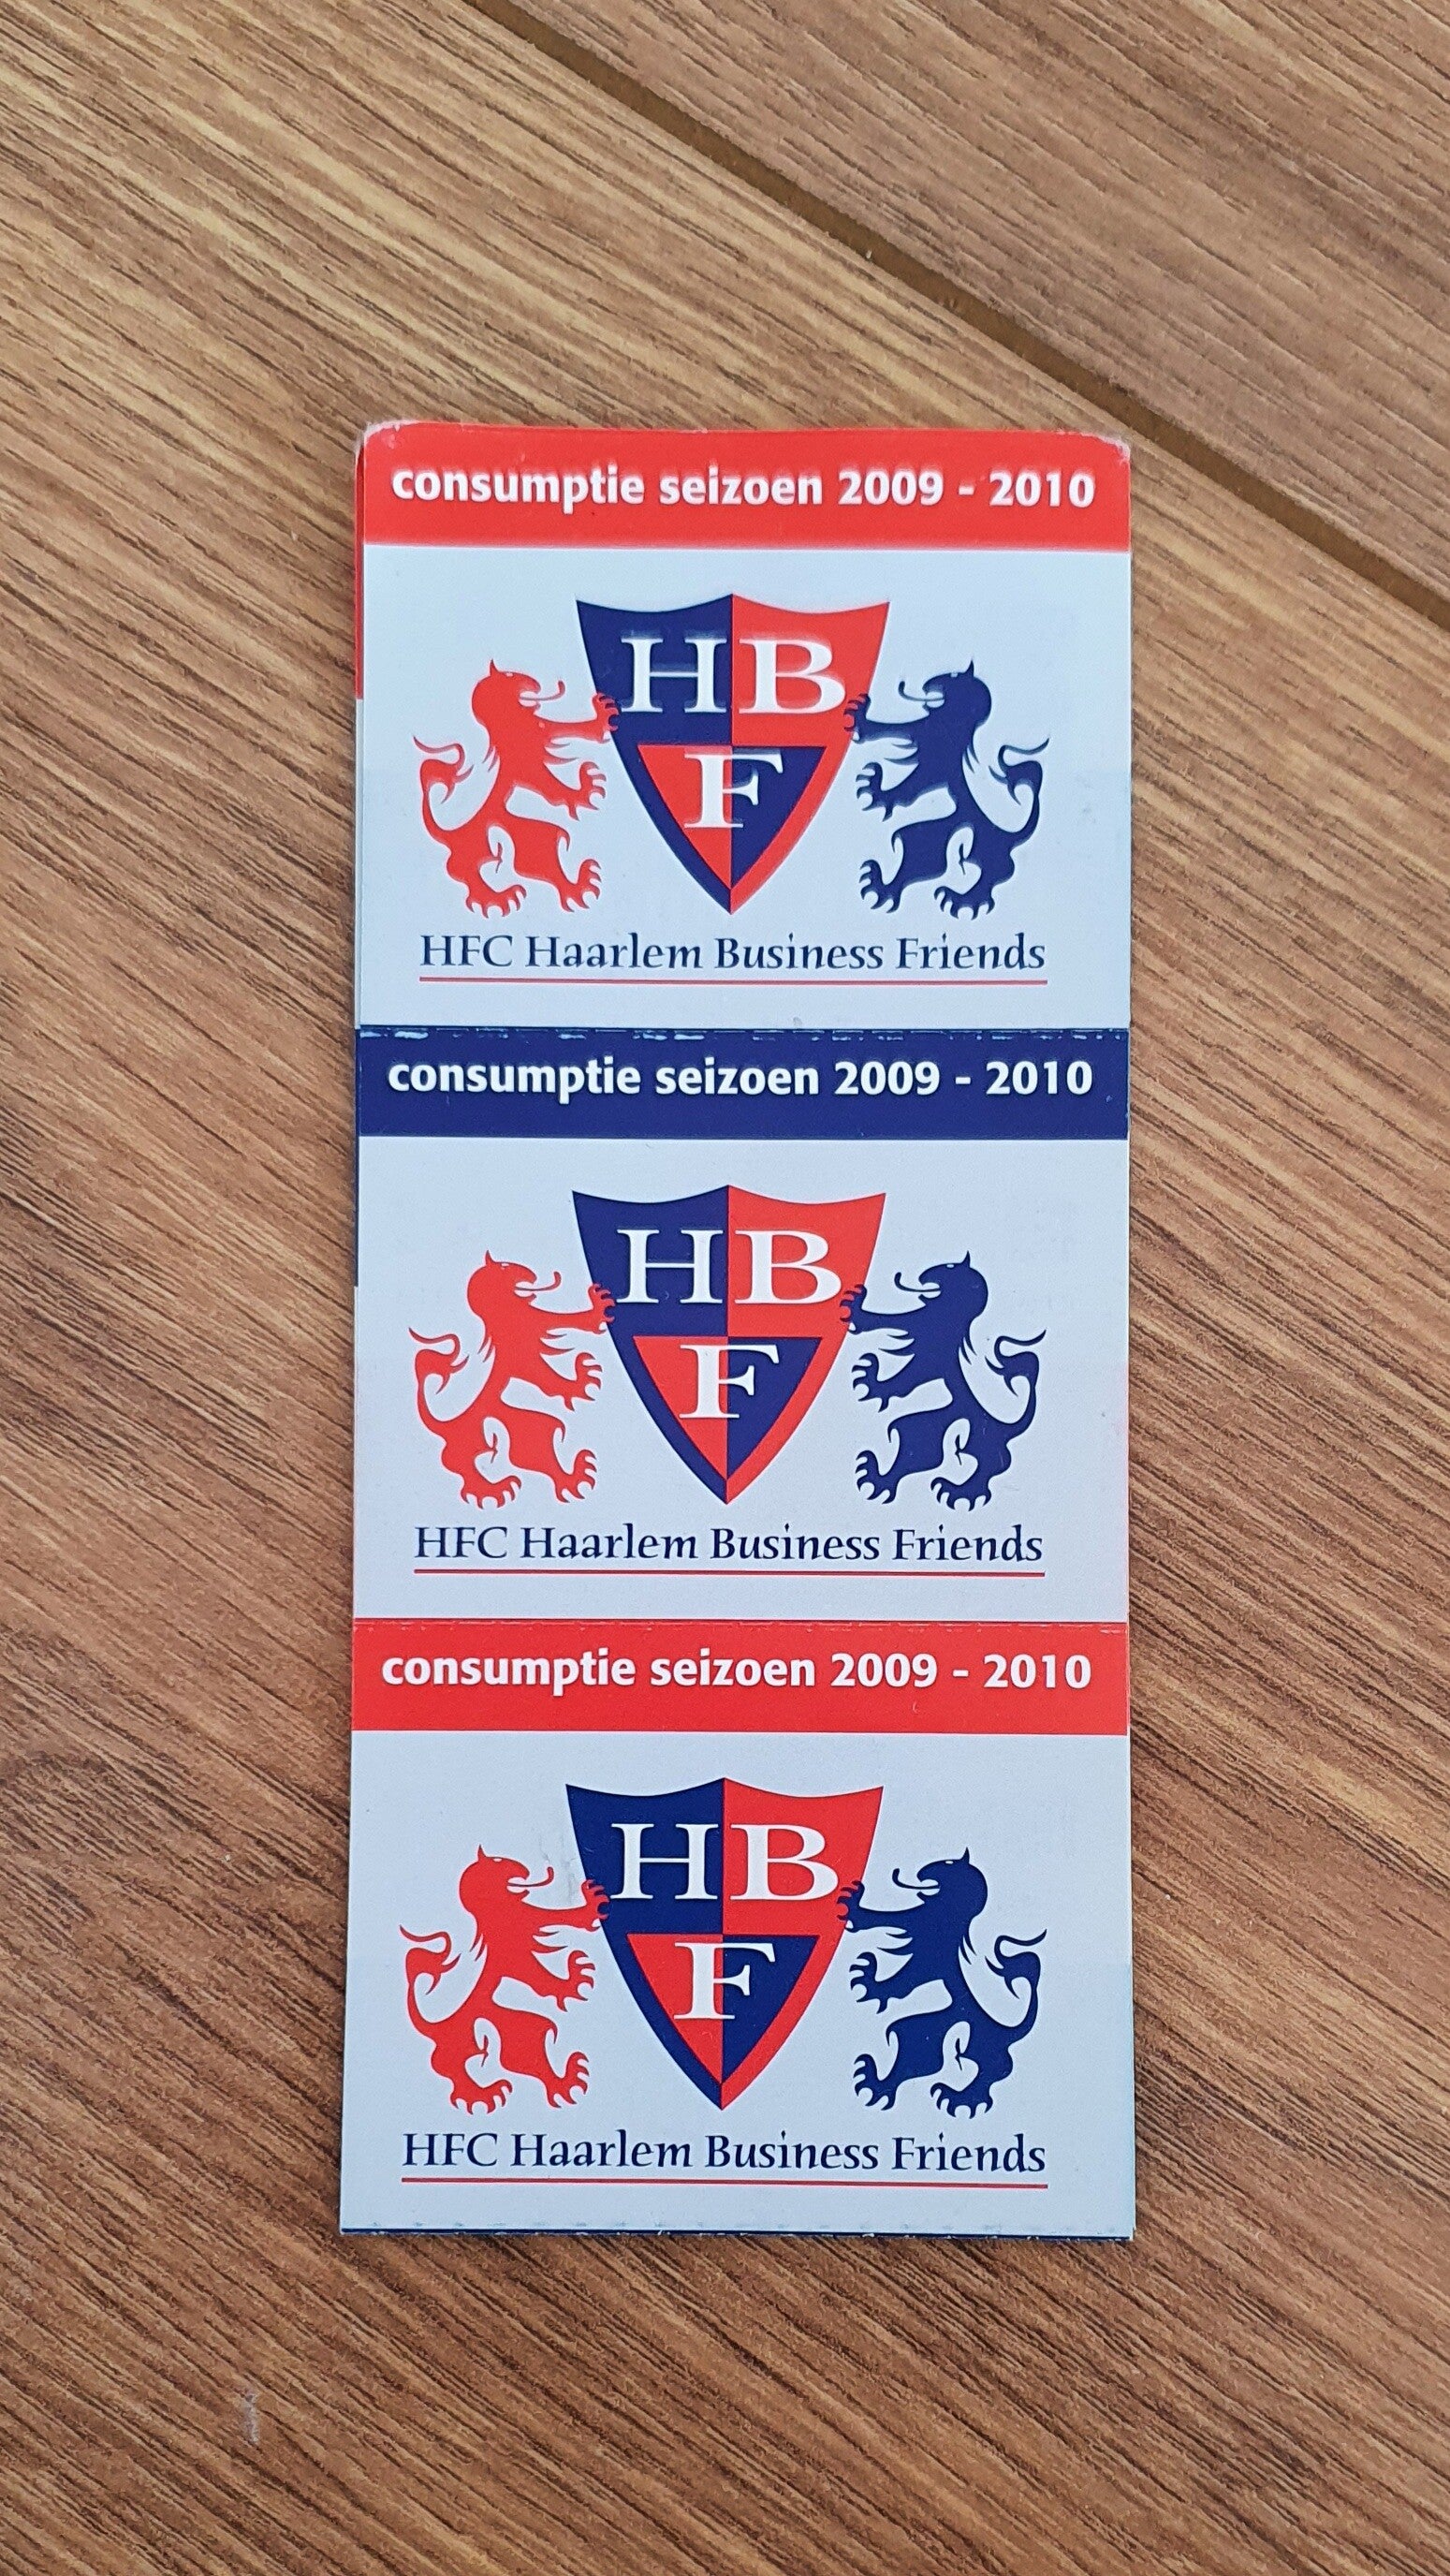 consumptie seizoen 2009 - 2010
HB
F
HFC Haarlem Business Friends
consumptie seizoen 2009 - 2010
HB
F
HFC Haarlem Business Friends
consumptie seizoen 2009 - 2010
HB
F
HFC Haarlem Business Friends